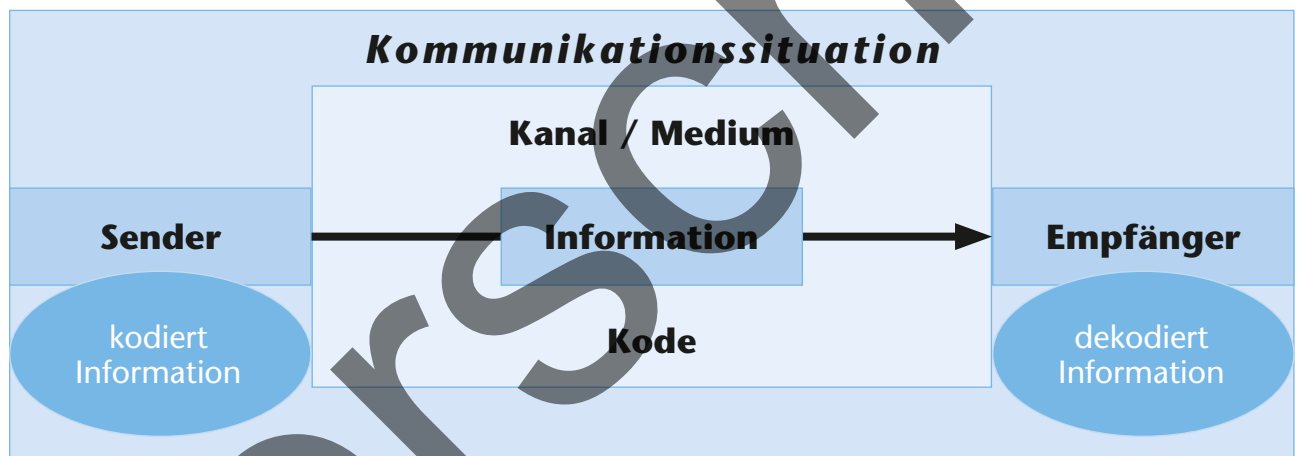 Kommunikationssituation
Kanal / Medium
Sender
Information
Empfänger
kodiert
Information
Kode
dekodiert
Information